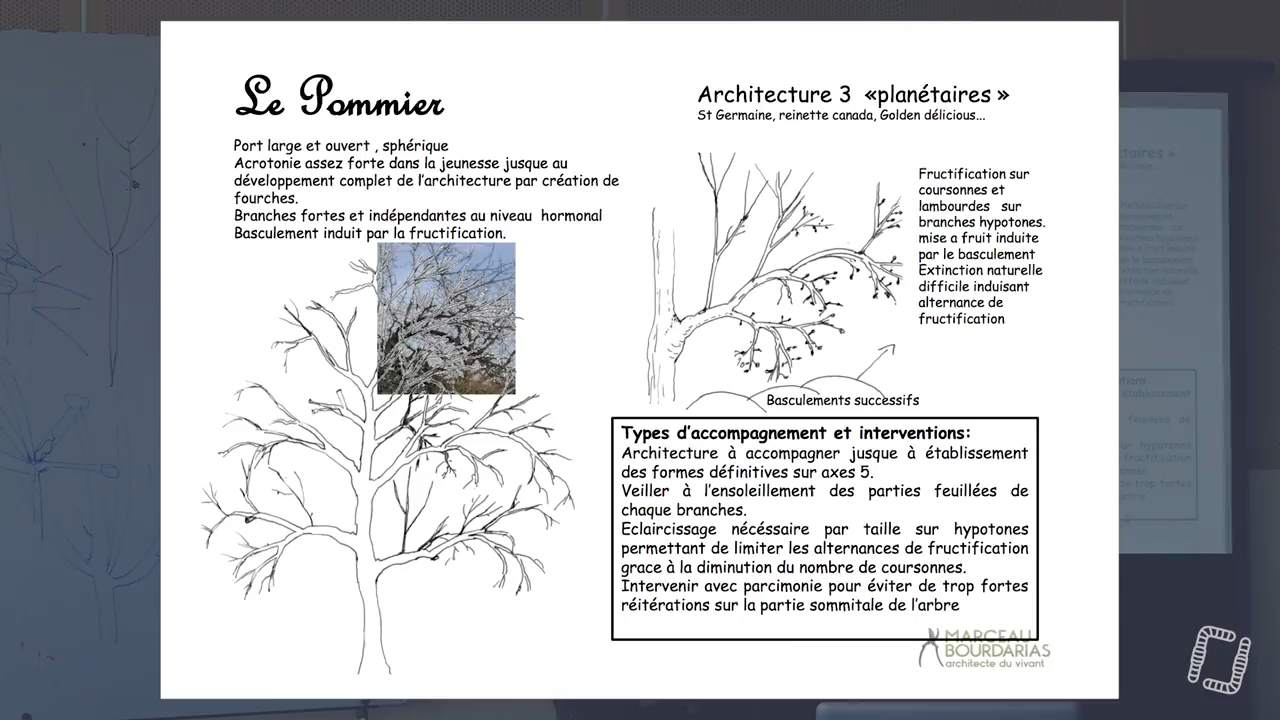 Le Pommier
Port large et ouvert , sphérique
Acrotonie assez forte dans la jeunesse jusque au
développement complet de l'architecture par création de
fourches.
Branches fortes et indépendantes au niveau hormonal
Basculement induit par la fructification.
Architecture 3 «planétaires »
St Germaine, reinette canada, Golden délicious...
Fructification sur
coursonnes et
lambourdes sur
branches hypotones.
mise a fruit induite
par le basculement
Extinction naturelle
difficile induisant
alternance de
fructification
Basculements successifs
Types d'accompagnement et interventions:
Architecture à accompagner jusque à établissement
des formes définitives sur axes 5.
Veiller à l'ensoleillement des parties feuillées de
chaque branches.
Eclaircissage nécéssaire par taille sur hypotones
permettant de limiter les alternances de fructification
grace à la diminution du nombre de coursonnes.
Intervenir avec parcimonie pour éviter de trop fortes
réitérations sur la partie sommitale de l'arbre
MARCEAU
BOURDARIAS
architecte du vivant